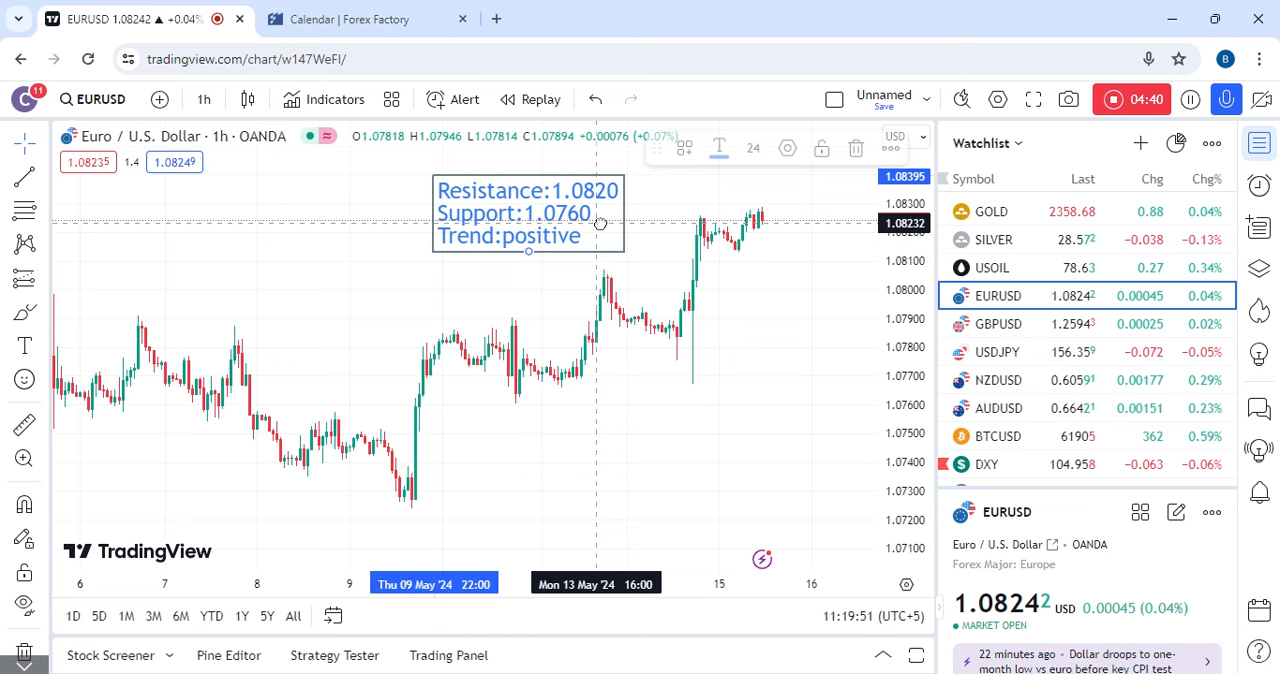 EURUSD 1.08242 ▲ +0.04%
Calendar | Forex Factory
tradingview.com/chart/w147WeFI/
B
C 11
EURUSD
1h
Indicators
Alert
Replay
Unnamed
Save
04:40
Euro / U.S. Dollar · 1h · OANDA
O1.07818 H1.07946 L1.07814 C1.07894 +0.00076 (+0.07%)
USD
24
1.08235
1.4
1.08249
Resistance:1.0820
Support:1.0760
Trend:positive
1.08395
1.08300
1.08232
1.08100
1.08000
1.07900
1.07800
1.07700
1.07600
1.07500
1.07400
1.07300
1.07200
1.07100
TradingView
6
7
8
9
Thu 09 May '24 22:00
Mon 13 May '24 16:00
15
16
1D 5D 1M 3M 6M YTD 1Y 5Y All
11:19:51 (UTC+5)
Stock Screener
Pine Editor
Strategy Tester
Trading Panel
Watchlist
Symbol Last Chg Chg%
GOLD 2358.68 0.88 0.04%
SILVER 28.572 −0.038 −0.13%
USOIL 78.63 0.27 0.34%
EURUSD 1.08242 0.00045 0.04%
GBPUSD 1.25943 0.00025 0.02%
USDJPY 156.359 −0.072 −0.05%
NZDUSD 0.60591 0.00177 0.29%
AUDUSD 0.66421 0.00151 0.23%
BTCUSD 61905 362 0.59%
DXY 104.958 −0.063 −0.06%
EURUSD
Euro / U.S. Dollar · OANDA
Forex Major: Europe
1.08242 USD 0.00045 (0.04%)
MARKET OPEN
22 minutes ago · Dollar droops to one-
month low vs euro before key CPI test